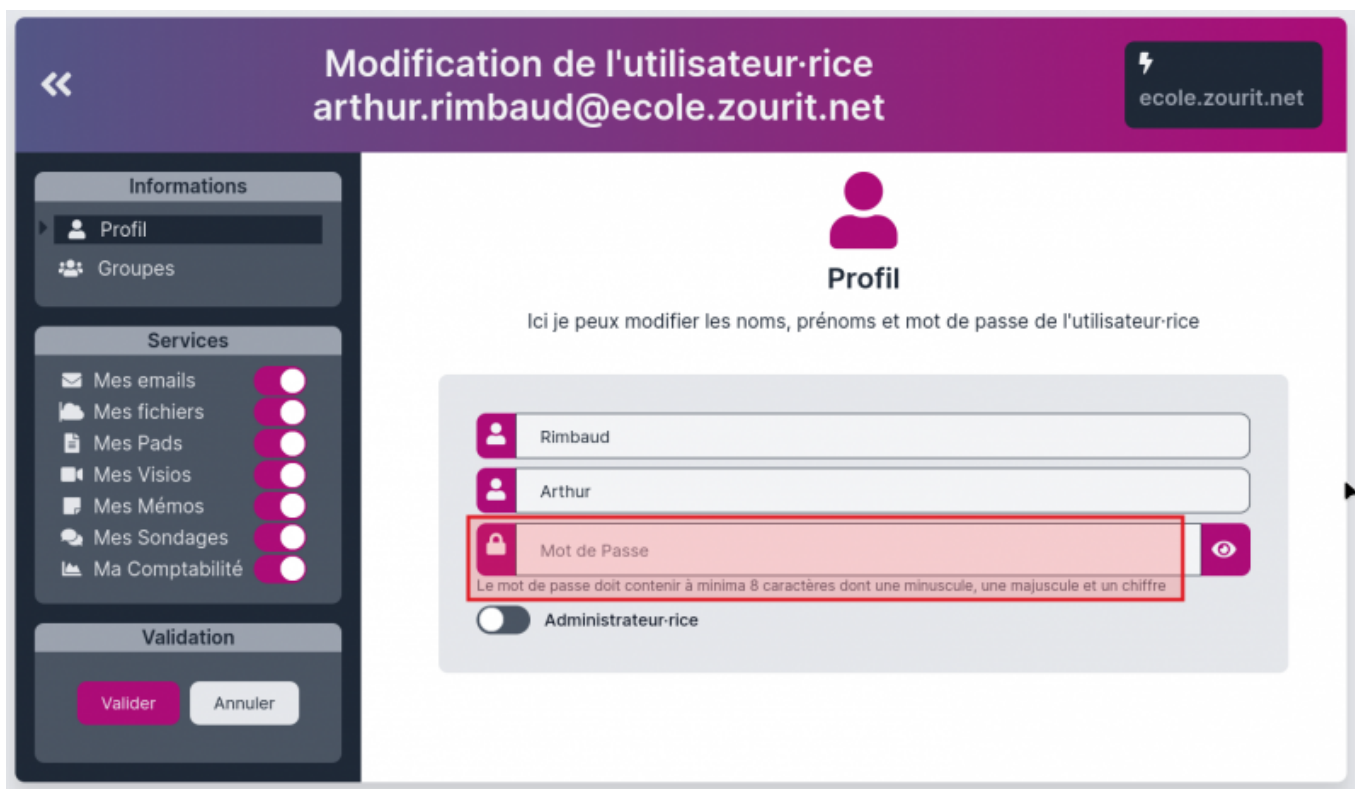 Modification de l'utilisateur·rice
arthur.rimbaud@ecole.zourit.net
ecole.zourit.net
Informations
Profil
Groupes
Services
Mes emails
Mes fichiers
Mes Pads
Mes Visios
Mes Mémos
Mes Sondages
Ma Comptabilité
Validation
Valider
Annuler
Profil
Ici je peux modifier les noms, prénoms et mot de passe de l'utilisateur·rice
Rimbaud
Arthur
Mot de Passe
Le mot de passe doit contenir à minima 8 caractères dont une minuscule, une majuscule et un chiffre
Administrateur·rice